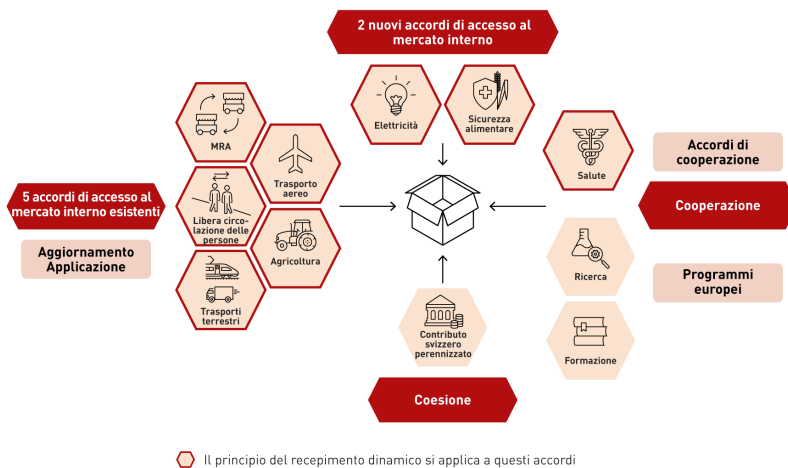 2 nuovi accordi di accesso al
mercato interno
Elettricità
Sicurezza
alimentare
MRA
Trasporto
aereo
Libera circo-
lazione delle
persone
Agricoltura
Trasporti
terrestri
5 accordi di accesso al
mercato interno esistenti
Aggiornamento
Applicazione
Salute
Accordi di
cooperazione
Cooperazione
Ricerca
Programmi
europei
Formazione
Contributo
svizzero
perennizzato
Coesione
Il principio del recepimento dinamico si applica a questi accordi